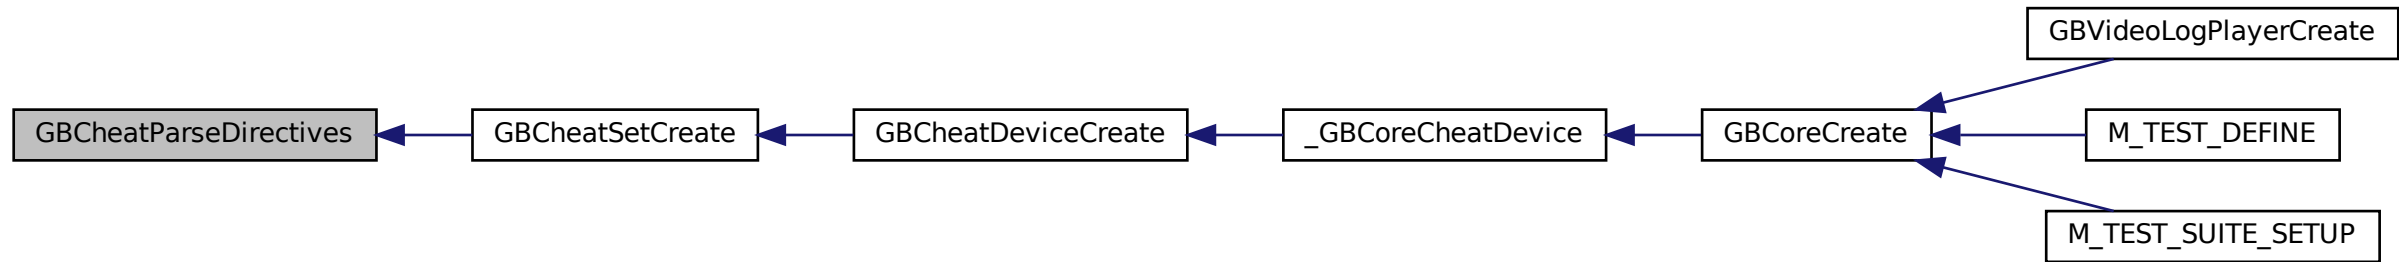 GBVideoLogPlayerCreate
GBCheatParseDirectives
GBCheatSetCreate
GBCheatDeviceCreate
_GBCoreCheatDevice
GBCoreCreate
M_TEST_DEFINE
M_TEST_SUITE_SETUP